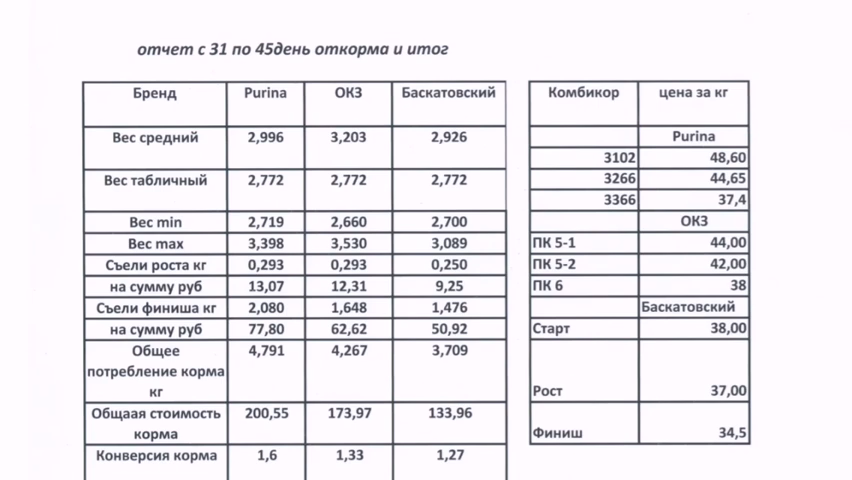 отчет с 31 по 45день откорма и итог
Бренд Purina ОКЗ Баскатовский
Вес средний 2,996 3,203 2,926
Вес табличный 2,772 2,772 2,772
Вес min 2,719 2,660 2,700
Вес max 3,398 3,530 3,089
Съели роста кг 0,293 0,293 0,250
на сумму руб 13,07 12,31 9,25
Съели финиша кг 2,080 1,648 1,476
на сумму руб 77,80 62,62 50,92
Общее 4,791 4,267 3,709
потребление корма
кг
Общаая стоимость 200,55 173,97 133,96
корма
Конверсия корма 1,6 1,33 1,27
Комбикор цена за кг
Purina
3102 48,60
3266 44,65
3366 37,4
ОКЗ
ПК 5-1 44,00
ПК 5-2 42,00
ПК 6 38
Баскатовский
Старт 38,00
Рост 37,00
Финиш 34,5